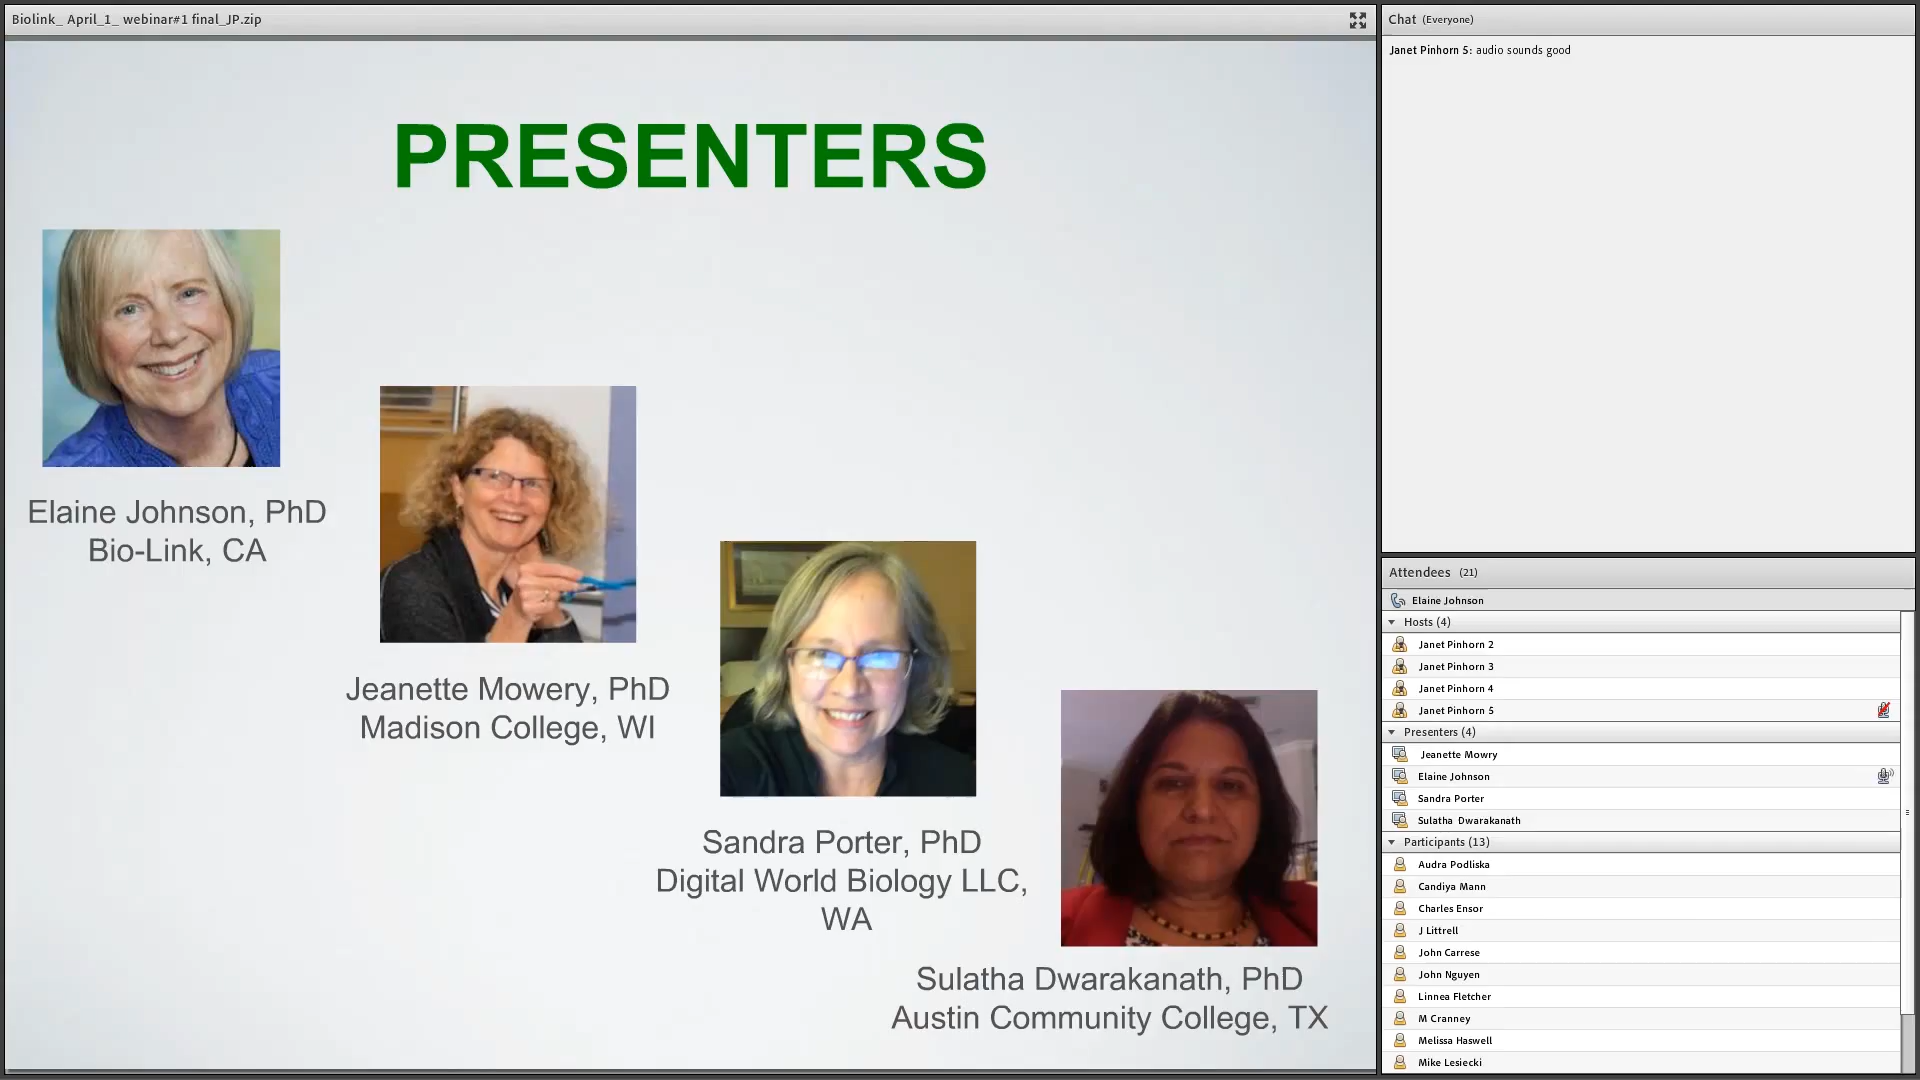 Biolink_ April_1_ webinar#1 final_JP.zip
PRESENTERS
Elaine Johnson, PhD
Bio-Link, CA
Jeanette Mowery, PhD
Madison College, WI
Sandra Porter, PhD
Digital World Biology LLC,
WA
Sulatha Dwarakanath, PhD
Austin Community College, TX
Chat (Everyone)
Janet Pinhorn 5: audio sounds good
Attendees (21)
Elaine Johnson
Hosts (4)
Janet Pinhorn 2
Janet Pinhorn 3
Janet Pinhorn 4
Janet Pinhorn 5
Presenters (4)
Jeanette Mowry
Elaine Johnson
Sandra Porter
Sulatha Dwarakanath
Participants (13)
Audra Podliska
Candiya Mann
Charles Ensor
J Littrell
John Carrese
John Nguyen
Linnea Fletcher
M Cranney
Melissa Haswell
Mike Lesiecki